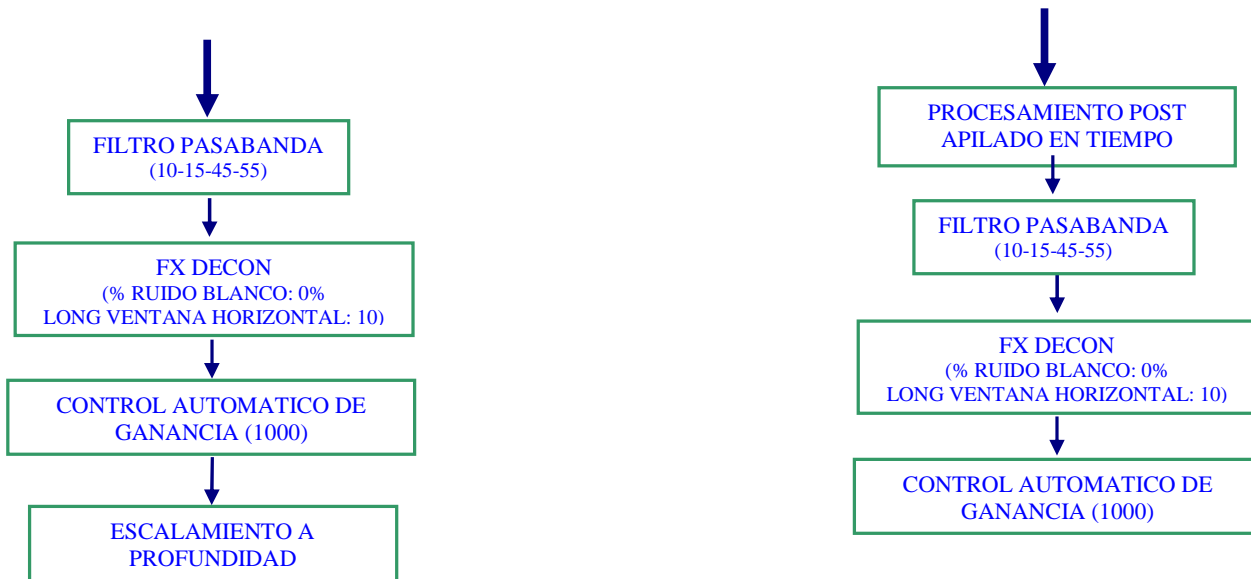 FILTRO PASABANDA
(10-15-45-55)
FX DECON
(% RUIDO BLANCO: 0%
LONG VENTANA HORIZONTAL: 10)
CONTROL AUTOMATICO DE
GANANCIA (1000)
ESCALAMIENTO A
PROFUNDIDAD
PROCESAMIENTO POST
APILADO EN TIEMPO
FILTRO PASABANDA
(10-15-45-55)
FX DECON
(% RUIDO BLANCO: 0%
LONG VENTANA HORIZONTAL: 10)
CONTROL AUTOMATICO DE
GANANCIA (1000)